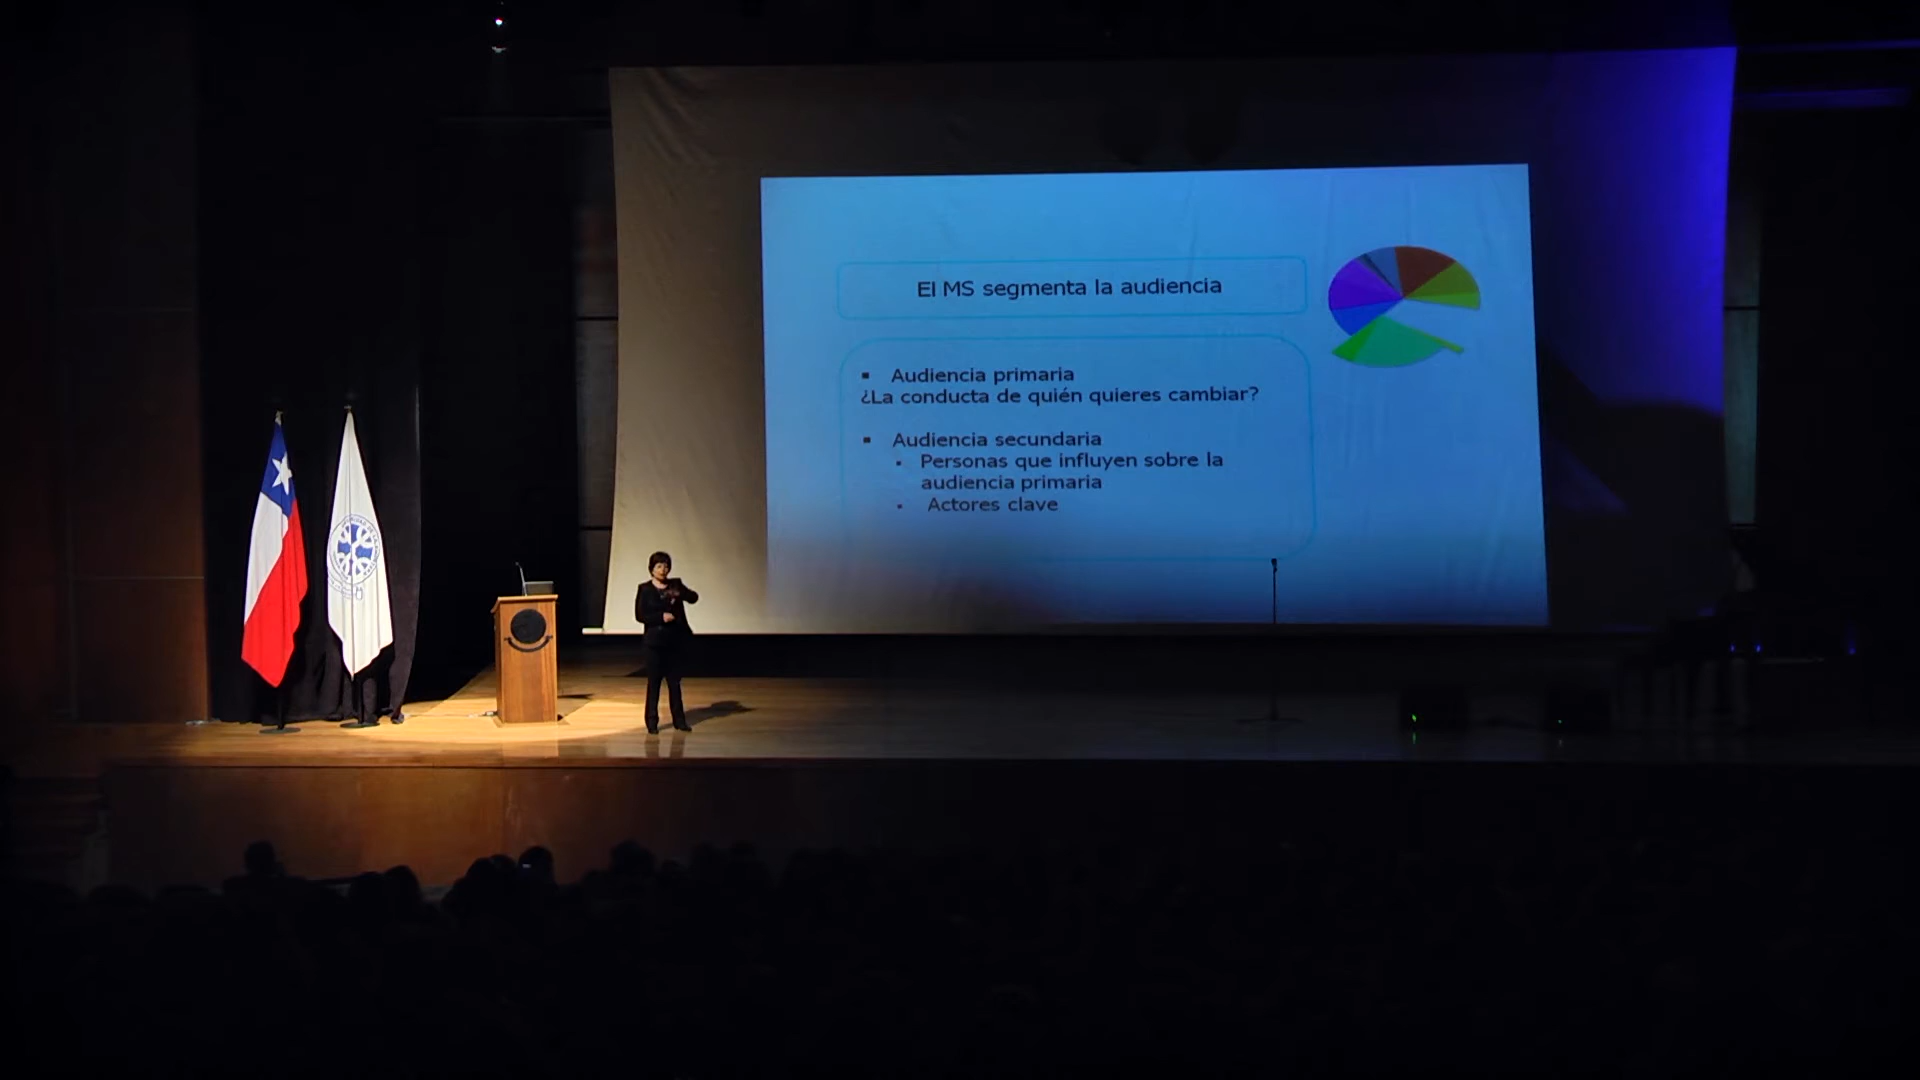 El MS segmenta la audiencia
▪ Audiencia primaria
¿La conducta de quién quieres cambiar?
▪ Audiencia secundaria
▪ Personas que influyen sobre la
audiencia primaria
▪ Actores clave